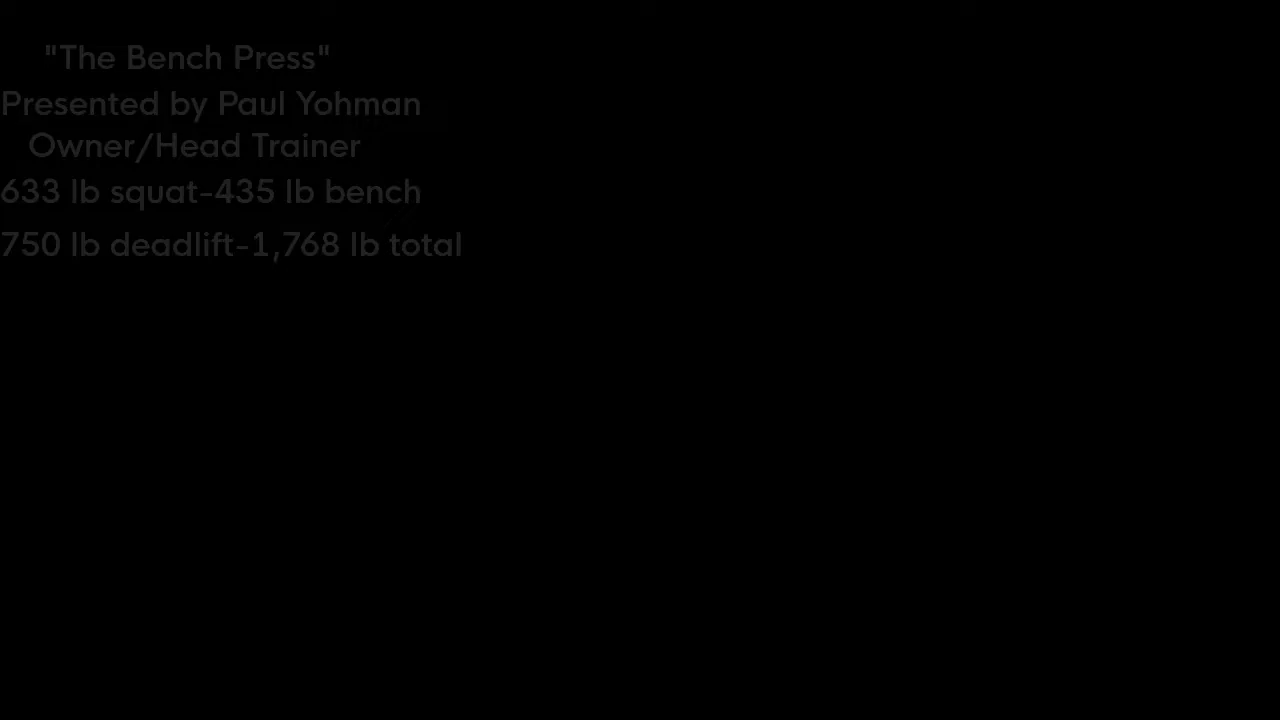 "The Bench Press"
Presented by Paul Yohman
Owner/Head Trainer
633 lb squat-435 lb bench
750 lb deadlift-1,768 lb total